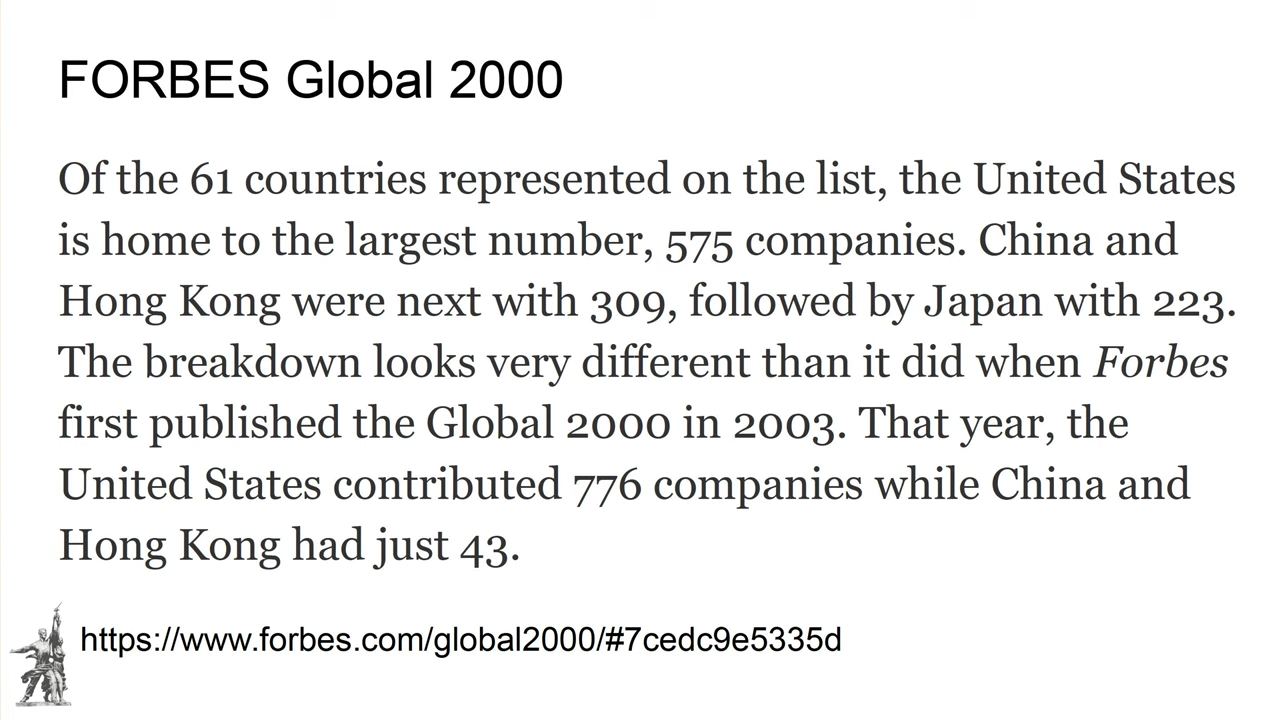 FORBES Global 2000
Of the 61 countries represented on the list, the United States
is home to the largest number, 575 companies. China and
Hong Kong were next with 309, followed by Japan with 223.
The breakdown looks very different than it did when Forbes
first published the Global 2000 in 2003. That year, the
United States contributed 776 companies while China and
Hong Kong had just 43.
https://www.forbes.com/global2000/#7cedc9e5335d